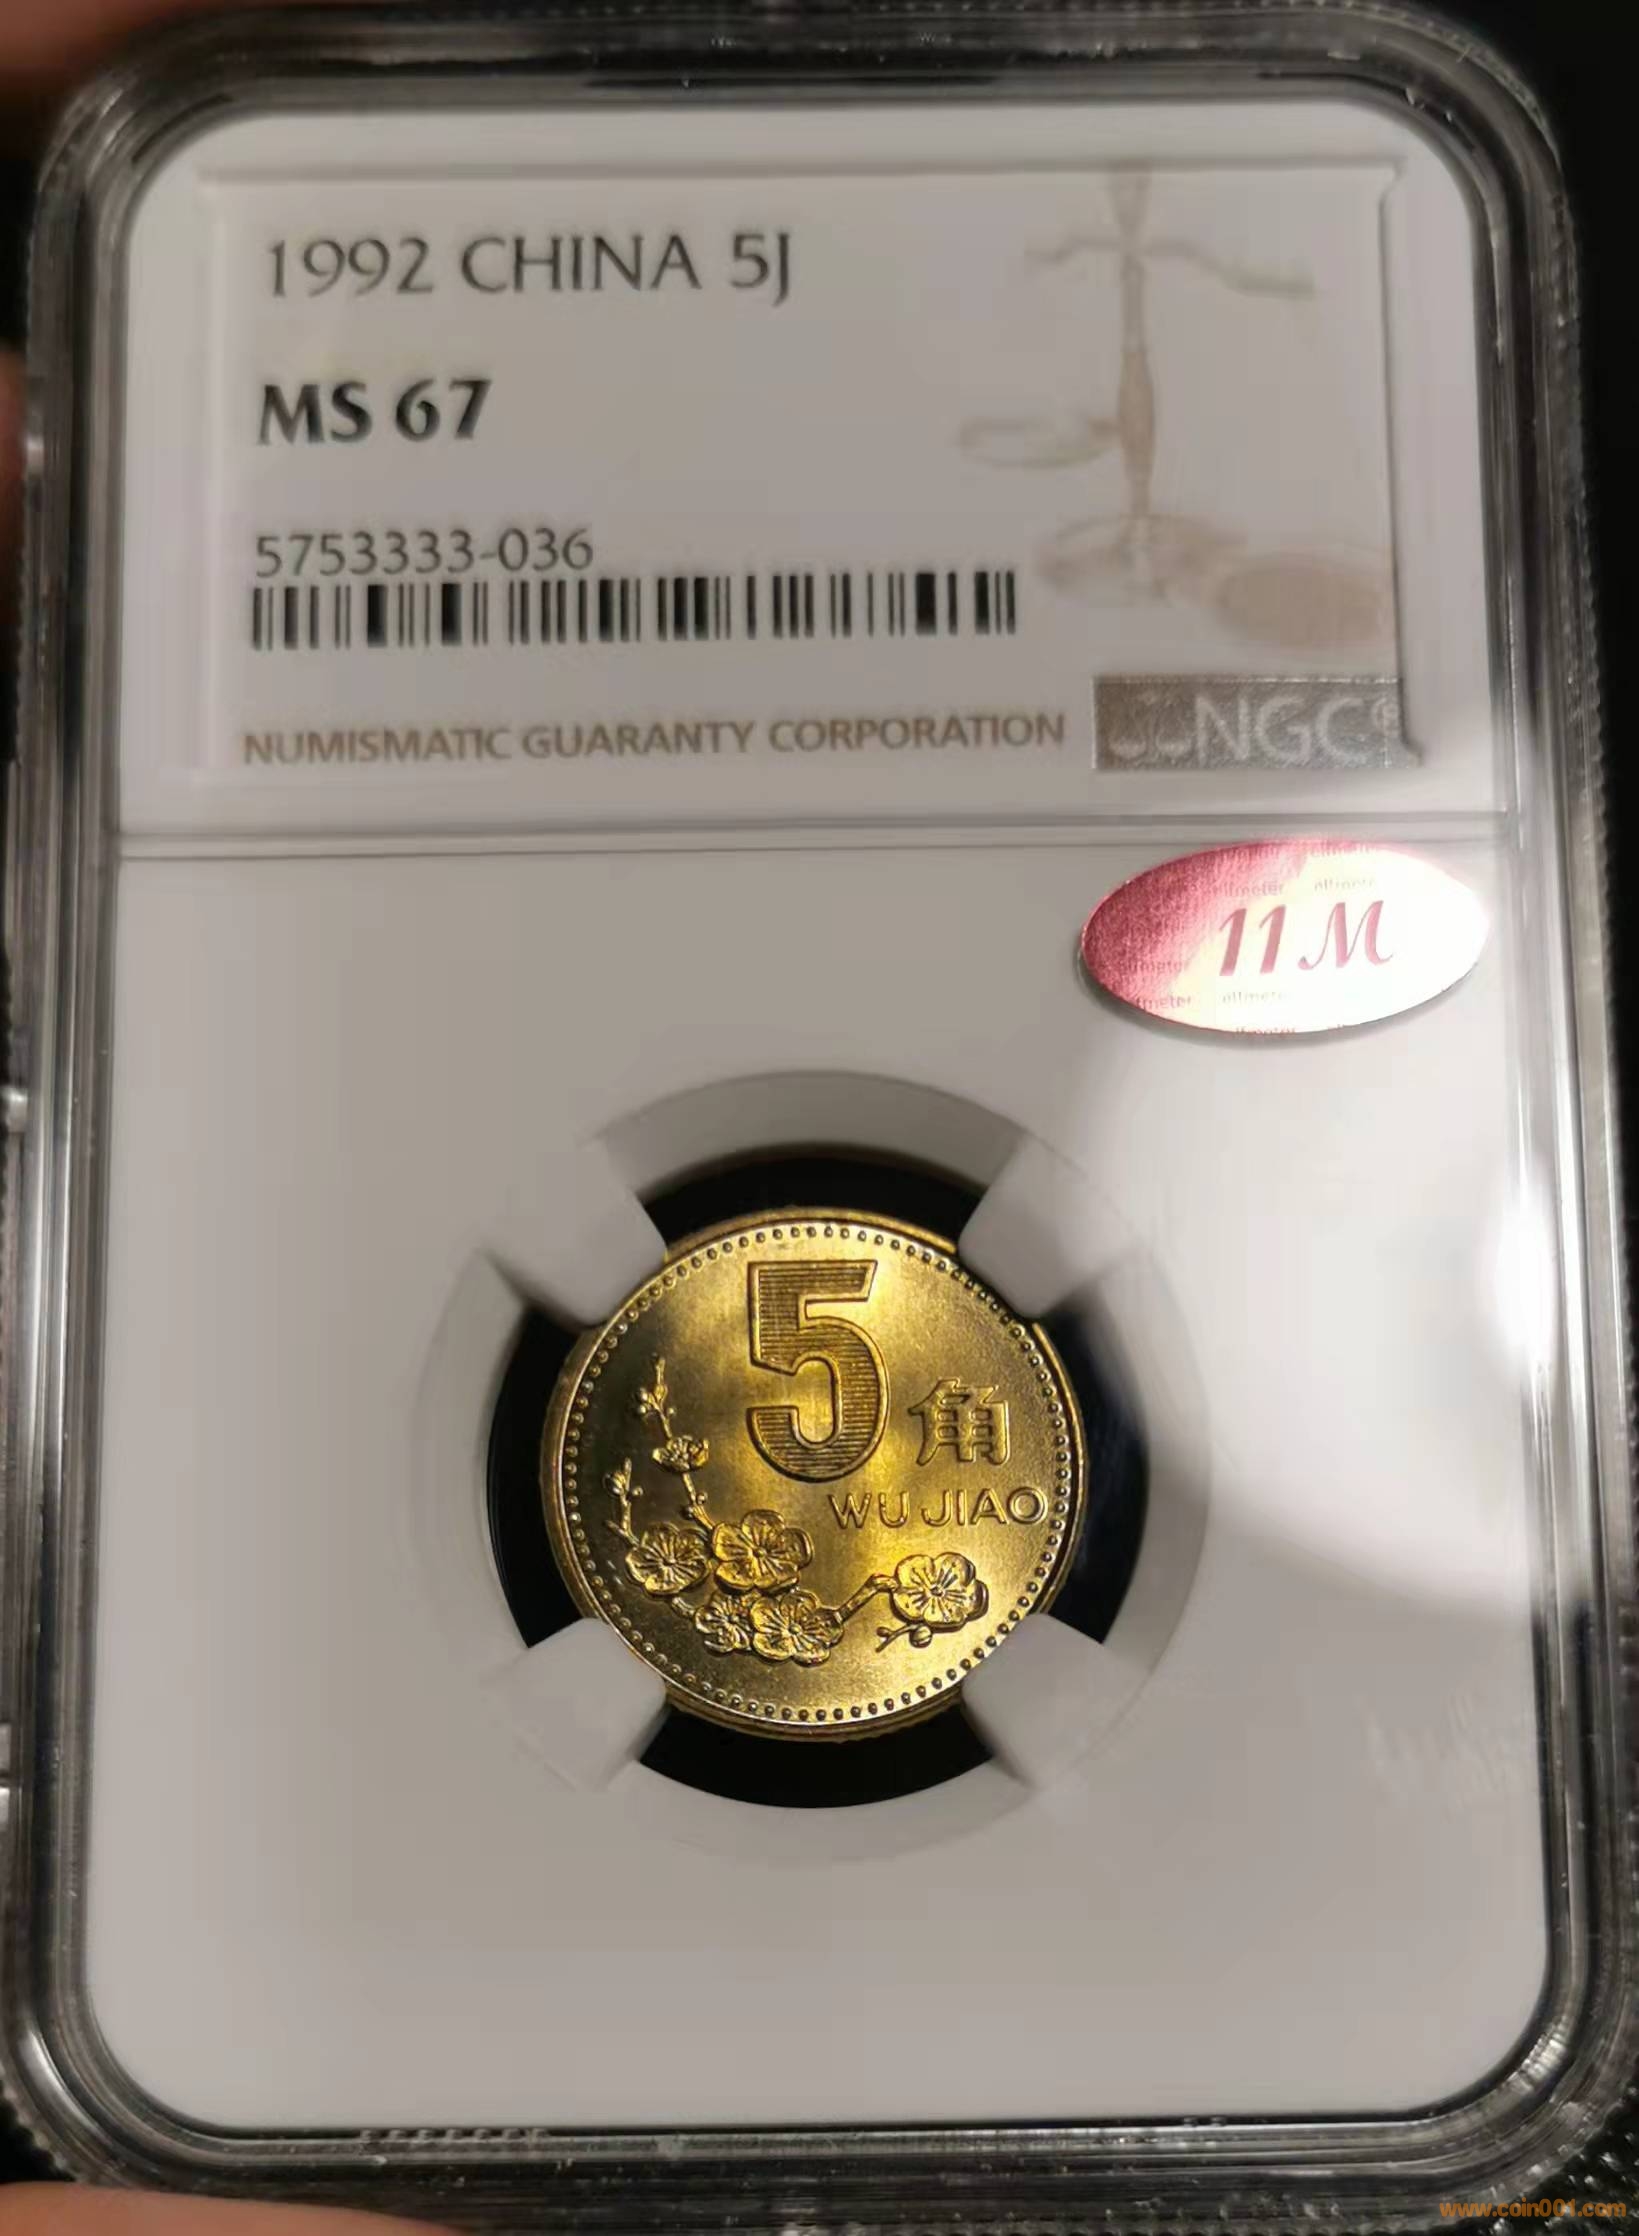 1992 CHINA 5J
MS 67
5753333-036
NUMISMATIC GUARANTY CORPORATION
NGC
11M
5
角
WU JIAO
www.coin001.com